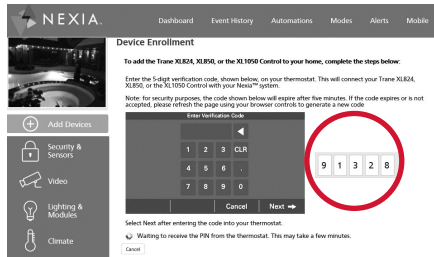 NEXIA™
Dashboard Event History Automations Modes Alerts Mobile
Device Enrollment
To add the Trane XL824, XL850, or the XL1050 Control to your home, complete the steps below:
Enter the 5-digit verification code, shown below, on your thermostat. This will connect your Trane XL824,
XL850, or the XL1050 Control with your Nexia™ system.
Note: for security purposes, the code shown below will expire after five minutes. If the code expires or is not
accepted, please refresh the page using your browser controls to generate a new code
Enter Verification Code
1 2 3 CLR
4 5 6 .
7 8 9 0
Cancel Next
9 1 3 2 8
Add Devices
Security &
Sensors
Video
Lighting &
Modules
Climate
Select Next after entering the code into your thermostat.
Waiting to receive the PIN from the thermostat. This may take a few minutes.
Cancel